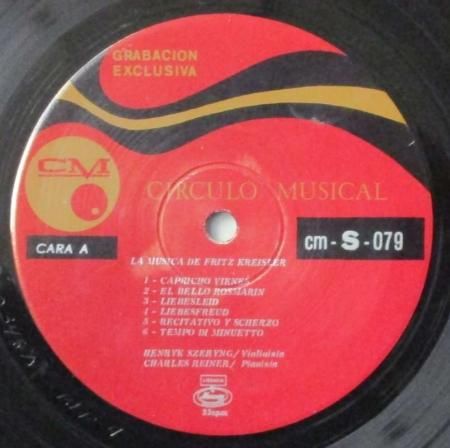 GRABACION
EXCLUSIVA
CM
CIRCULO MUSICAL
CARA A
cm-S-079
LA MUSICA DE FRITZ KREISLER
1 - CAPRICHO VIENES
2 - EL BELLO ROSMARIN
3 - LIEBESLEID
4 - LIEBESFREUD
5 - RECITATIVO Y SCHERZO
6 - TEMPO DI MINUETTO
HENRYK SZERYNG/Violinista
CHARLES REINER/ Pianista
33rpm